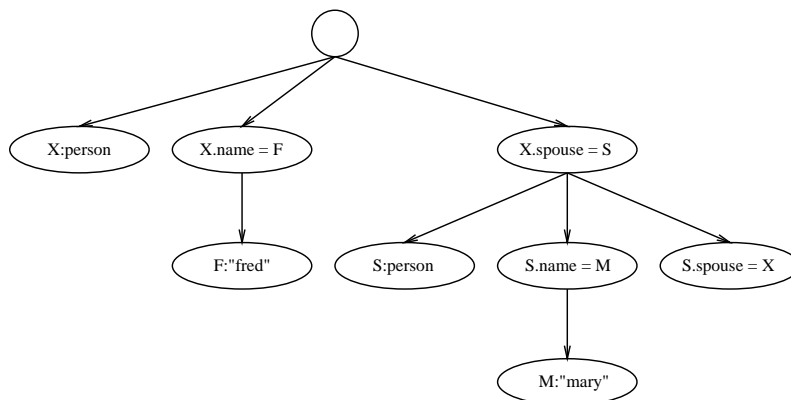 X:person
X.name = F
X.spouse = S
F:"fred"
S:person
S.name = M
S.spouse = X
M:"mary"